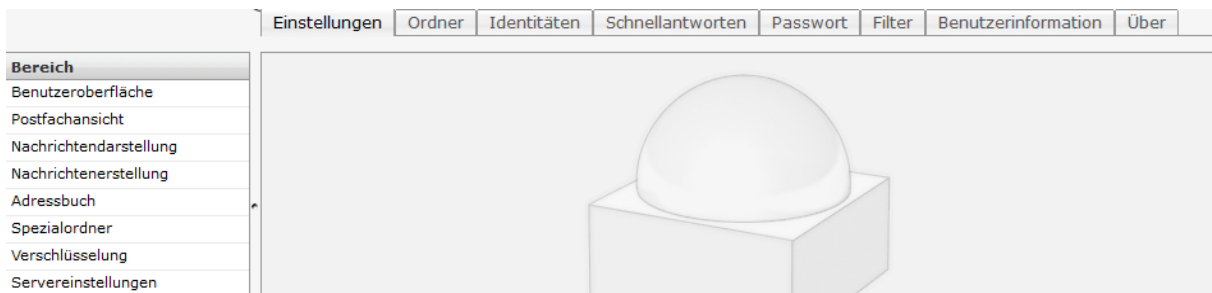 Einstellungen Ordner Identitäten Schnellantworten Passwort Filter Benutzerinformation Über
Bereich
Benutzeroberfläche
Postfachansicht
Nachrichtendarstellung
Nachrichtenerstellung
Adressbuch
Spezialordner
Verschlüsselung
Servereinstellungen